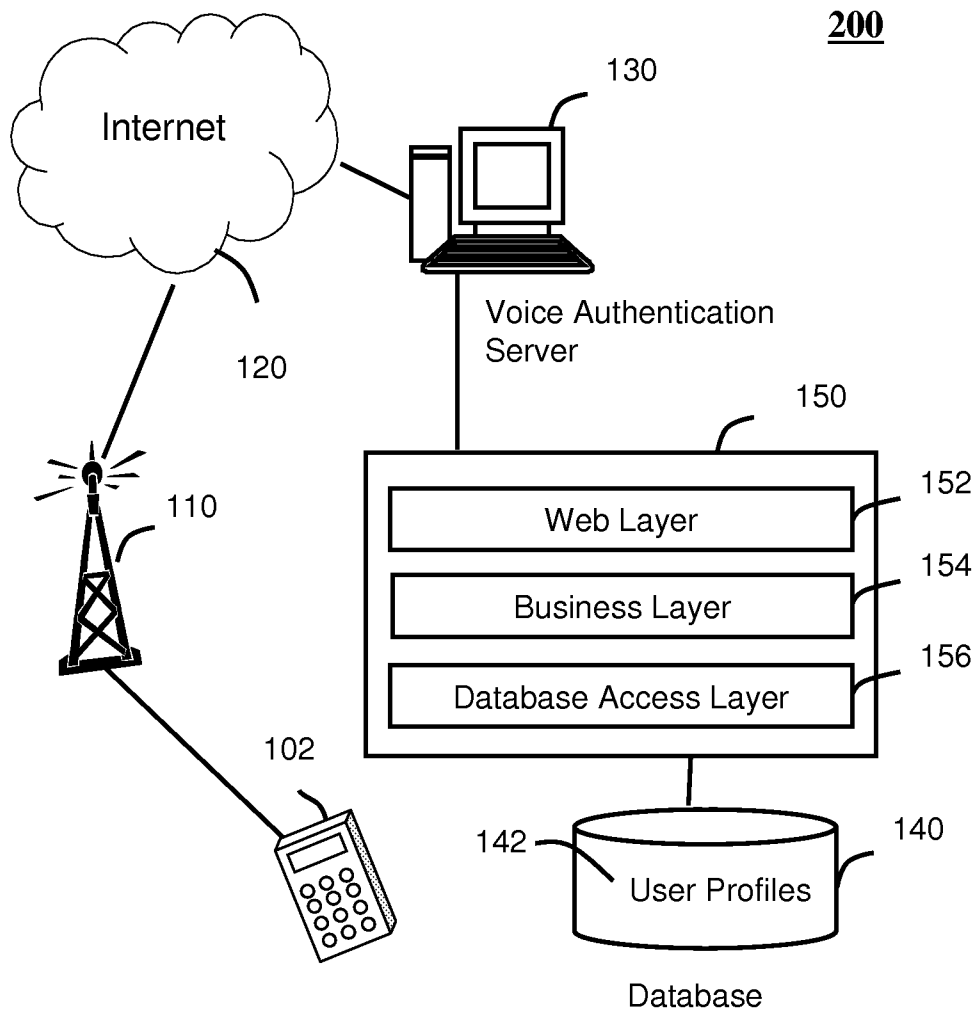 200
130
Internet
Voice Authentication
Server
120
150
110
152
Web Layer
154
Business Layer
156
Database Access Layer
102
142
140
User Profiles
Database